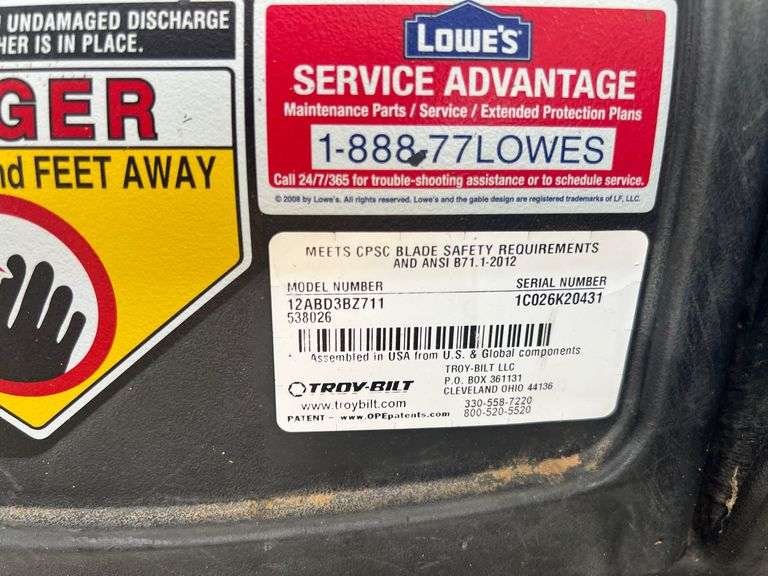 UNDAMAGED DISCHARGE
HER IS IN PLACE.
GER
nd FEET AWAY
LOWE'S
SERVICE ADVANTAGE
Maintenance Parts / Service / Extended Protection Plans
1-888-77LOWES
Call 24/7/365 for trouble-shooting assistance or to schedule service.
© 2008 by Lowe's. All rights reserved. Lowe's and the gable design are registered trademarks of LF, LLC.
MEETS CPSC BLADE SAFETY REQUIREMENTS
AND ANSI B71.1-2012
MODEL NUMBER SERIAL NUMBER
12ABD3BZ711 1C026K20431
538026
Assembled in USA from U.S. & Global components
TROY-BILT LLC
P.O. BOX 361131
CLEVELAND OHIO 44136
TROY-BILT
www.troybilt.com
330-558-7220
800-520-5520
PATENT - www.OPEpatents.com